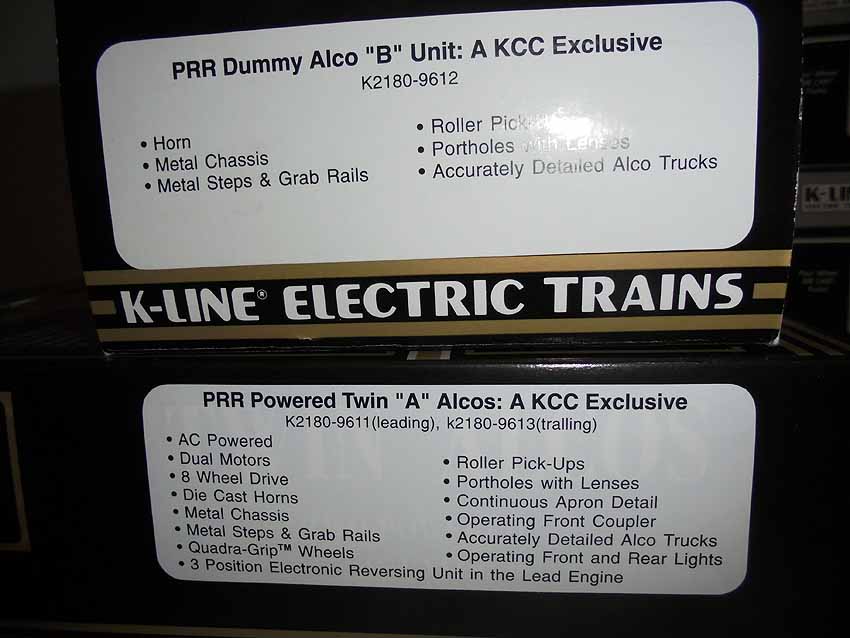 PRR Dummy Alco "B" Unit: A KCC Exclusive
K2180-9612
• Horn
• Metal Chassis
• Metal Steps & Grab Rails
• Roller Pick-
• Portholes with Lenses
• Accurately Detailed Alco Trucks
K-LINE® ELECTRIC TRAINS
K-LI
PRR Powered Twin "A" Alcos: A KCC Exclusive
K2180-9611(leading), k2180-9613(tralling)
• AC Powered
• Dual Motors
• 8 Wheel Drive
• Die Cast Horns
• Metal Chassis
• Metal Steps & Grab Rails
• Quadra-Grip™ Wheels
• 3 Position Electronic Reversing Unit in the Lead Engine
• Roller Pick-Ups
• Portholes with Lenses
• Continuous Apron Detail
• Operating Front Coupler
• Accurately Detailed Alco Trucks
• Operating Front and Rear Lights